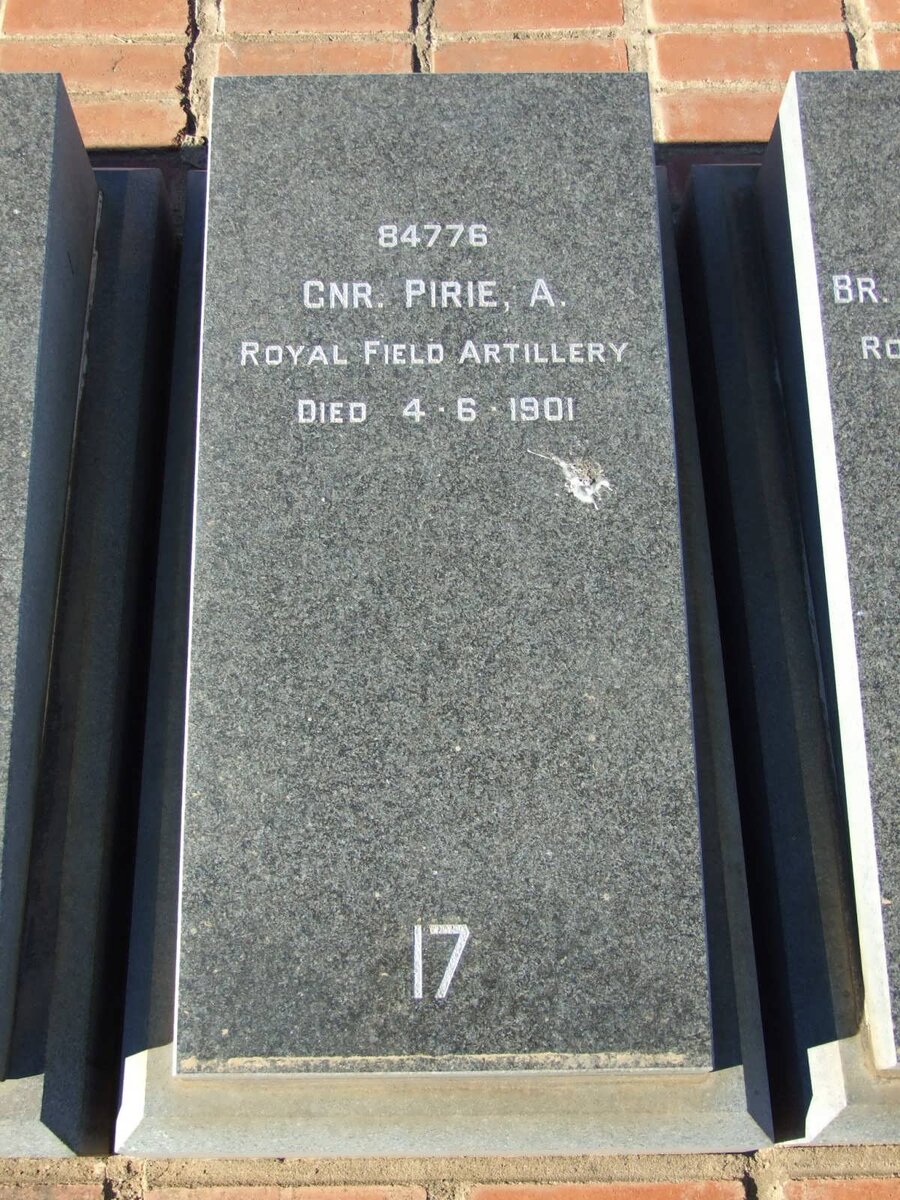 84776
GNR. PIRIE, A.
ROYAL FIELD ARTILLERY
DIED 4·6·1901
17
BR.
RO